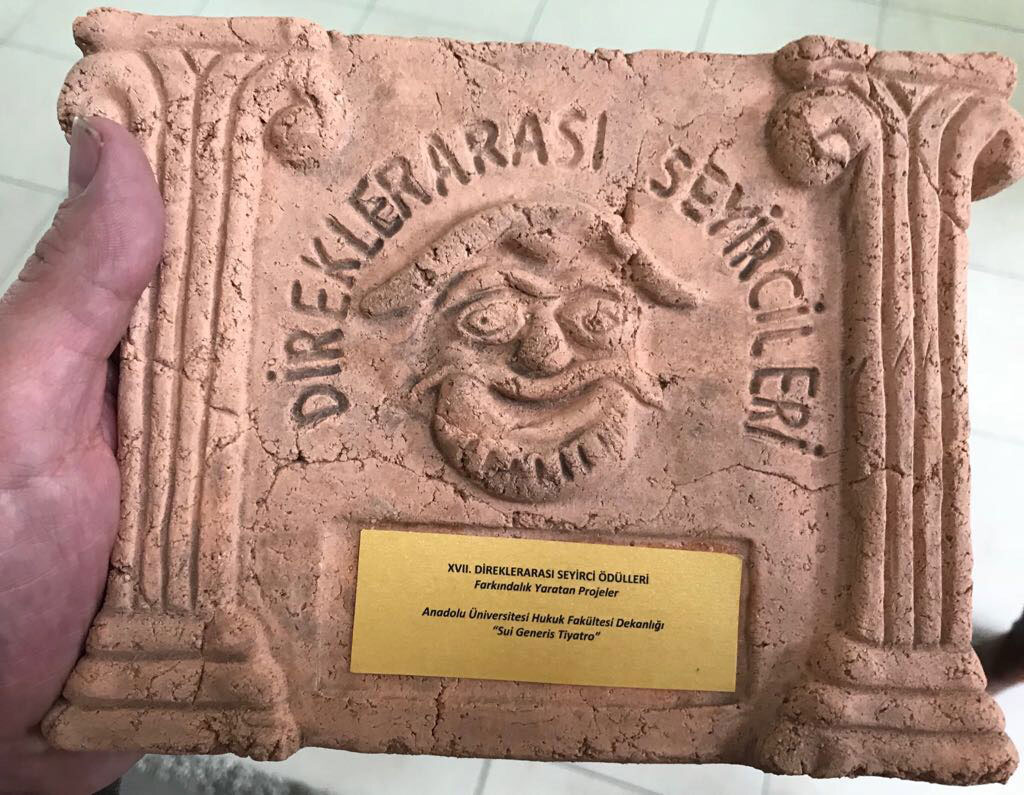 DİREKLERARASI SEYİRCİLERİ
XVII. DİREKLERARASI SEYİRCİ ÖDÜLLERİ
Farkındalık Yaratan Projeler
Anadolu Üniversitesi Hukuk Fakültesi Dekanlığı
"Sui Generis Tiyatro"